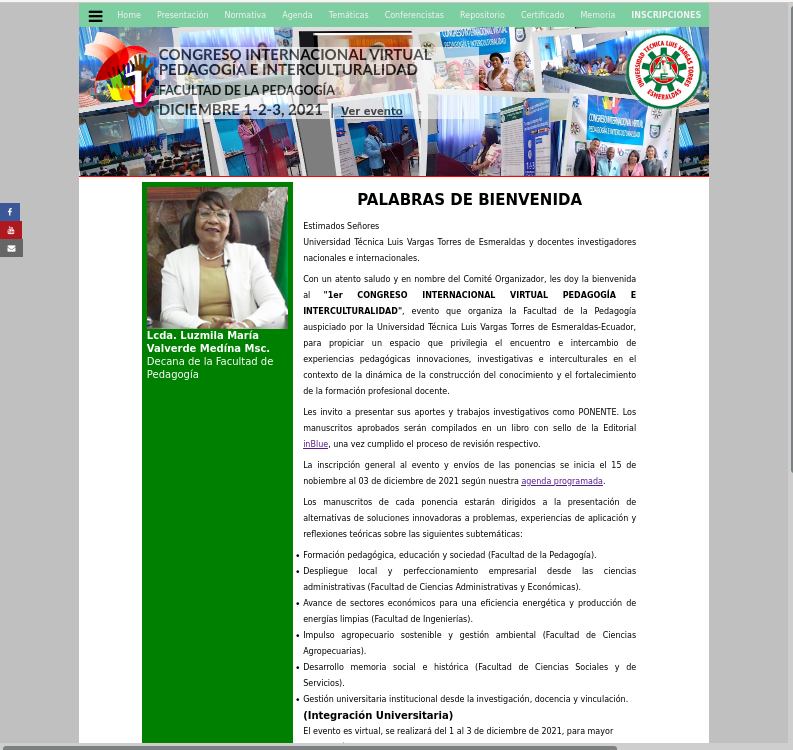 Home Presentación Normativa Agenda Temáticas Conferencistas Repositorio Certificado Memoria INSCRIPCIONES
CONGRESO INTERNACIONAL VIRTUAL
PEDAGOGÍA E INTERCULTURALIDAD
FACULTAD DE LA PEDAGOGÍA
DICIEMBRE 1-2-3, 2021 | Ver evento
UNIVERSIDAD TÉCNICA LUIS VARGAS TORRES
ESMERALDAS
PALABRAS DE BIENVENIDA
Lcda. Luzmila María
Valverde Medína Msc.
Decana de la Facultad de
Pedagogía
Estimados Señores
Universidad Técnica Luis Vargas Torres de Esmeraldas y docentes investigadores
nacionales e internacionales.
Con un atento saludo y en nombre del Comité Organizador, les doy la bienvenida
al "1er CONGRESO INTERNACIONAL VIRTUAL PEDAGOGÍA E
INTERCULTURALIDAD", evento que organiza la Facultad de la Pedagogía
auspiciado por la Universidad Técnica Luis Vargas Torres de Esmeraldas-Ecuador,
para propiciar un espacio que privilegia el encuentro e intercambio de
experiencias pedagógicas innovaciones, investigativas e interculturales en el
contexto de la dinámica de la construcción del conocimiento y el fortalecimiento
de la formación profesional docente.
Les invito a presentar sus aportes y trabajos investigativos como PONENTE. Los
manuscritos aprobados serán compilados en un libro con sello de la Editorial
inBlue, una vez cumplido el proceso de revisión respectivo.
La inscripción general al evento y envíos de las ponencias se inicia el 15 de
nobiembre al 03 de diciembre de 2021 según nuestra agenda programada.
Los manuscritos de cada ponencia estarán dirigidos a la presentación de
alternativas de soluciones innovadoras a problemas, experiencias de aplicación y
reflexiones teóricas sobre las siguientes subtemáticas:
• Formación pedagógica, educación y sociedad (Facultad de la Pedagogía).
• Despliegue local y perfeccionamiento empresarial desde las ciencias
administrativas (Facultad de Ciencias Administrativas y Económicas).
• Avance de sectores económicos para una eficiencia energética y producción de
energías limpias (Facultad de Ingenierías).
• Impulso agropecuario sostenible y gestión ambiental (Facultad de Ciencias
Agropecuarias).
• Desarrollo memoria social e histórica (Facultad de Ciencias Sociales y de
Servicios).
• Gestión universitaria institucional desde la investigación, docencia y vinculación.
(Integración Universitaria)
El evento es virtual, se realizará del 1 al 3 de diciembre de 2021, para mayor